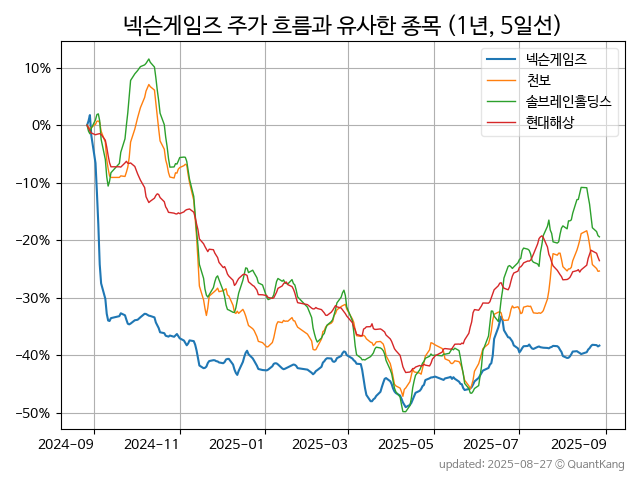 넥슨게임즈 주가 흐름과 유사한 종목 (1년, 5일선)
넥슨게임즈
천보
솔브레인홀딩스
현대해상
10%
0%
−10%
−20%
−30%
−40%
−50%
2024-09
2024-11
2025-01
2025-03
2025-05
2025-07
2025-09
updated: 2025-08-27 © QuantKang